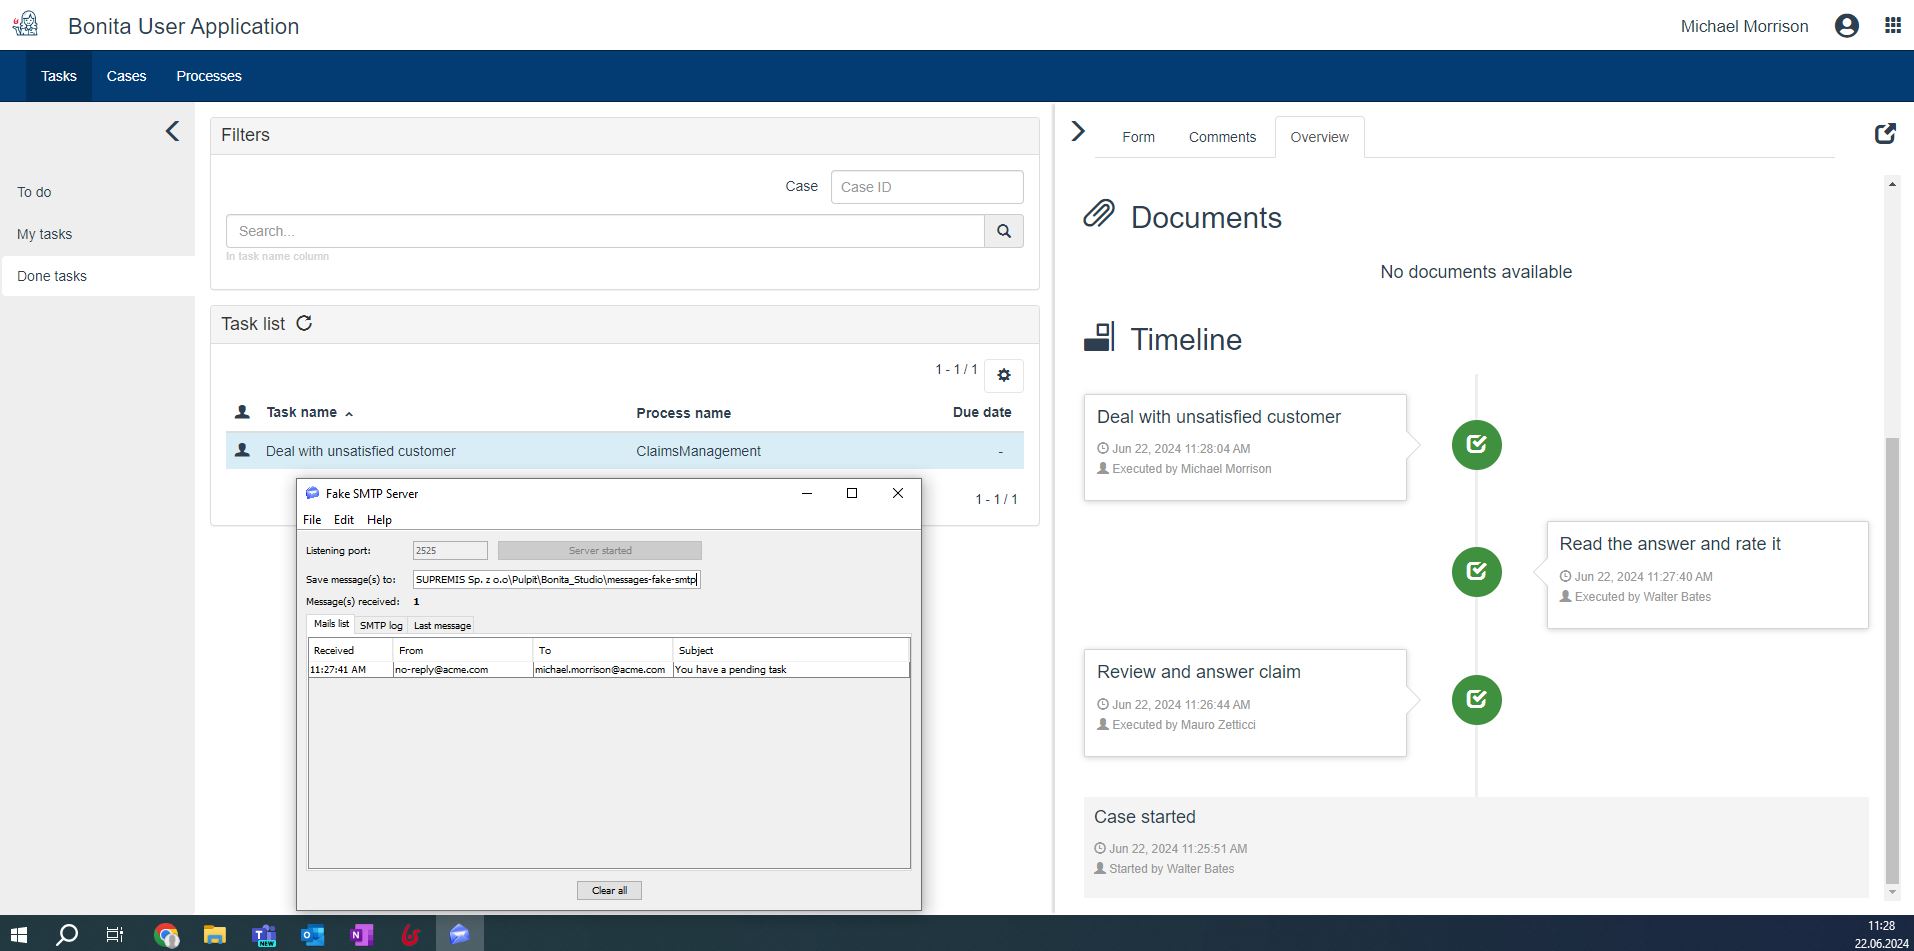 Bonita User Application
Michael Morrison
Tasks
Cases
Processes
To do
My tasks
Done tasks
Filters
Case
Case ID
Search...
In task name column
Task list
1 - 1 / 1
Task name
Process name
Due date
Deal with unsatisfied customer
ClaimsManagement
-
1 - 1 / 1
Fake SMTP Server
File
Edit
Help
Listening port:
2525
Server started
Save message(s) to:
SUPREMIS Sp. z o.o\Pulpit\Bonita_Studio\messages-fake-smtp
Message(s) received:
1
Mails list
SMTP log
Last message
Received
From
To
Subject
11:27:41 AM
no-reply@acme.com
michael.morrison@acme.com
You have a pending task
Clear all
Form
Comments
Overview
Documents
No documents available
Timeline
Deal with unsatisfied customer
Jun 22, 2024 11:28:04 AM
Executed by Michael Morrison
Read the answer and rate it
Jun 22, 2024 11:27:40 AM
Executed by Walter Bates
Review and answer claim
Jun 22, 2024 11:26:44 AM
Executed by Mauro Zetticci
Case started
Jun 22, 2024 11:25:51 AM
Started by Walter Bates
NEW
11:28
22.06.2024